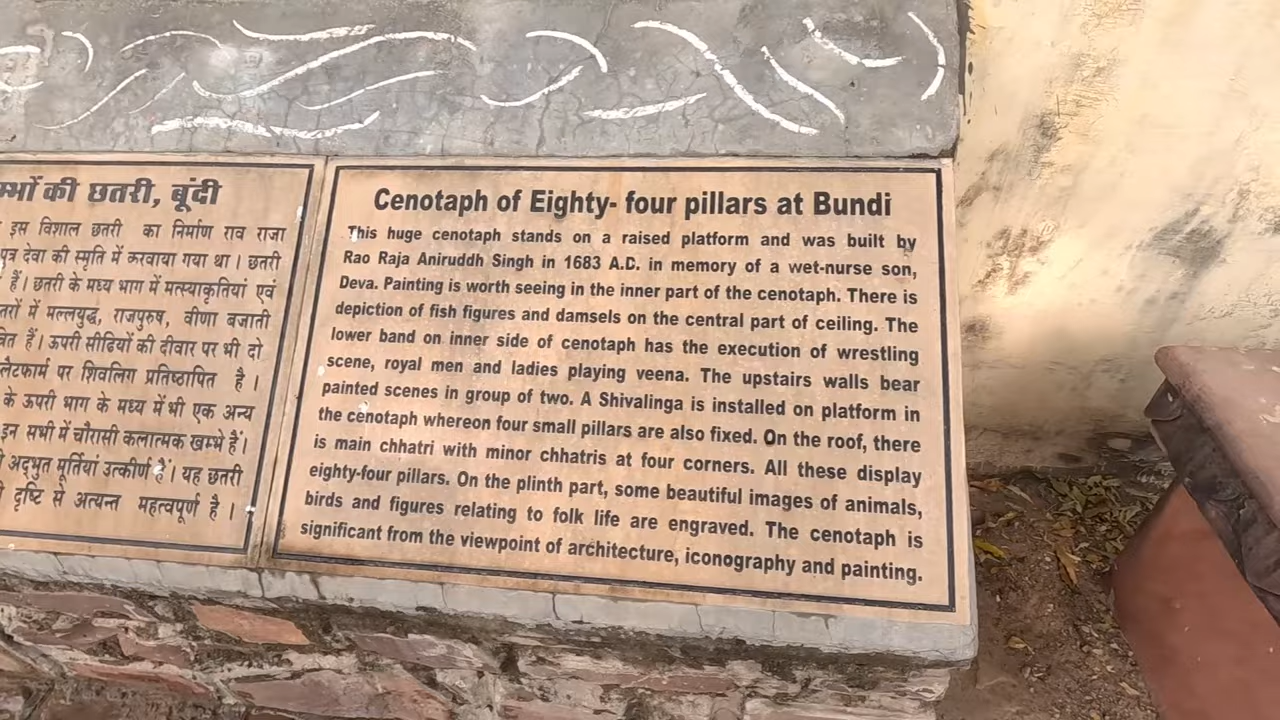 म्भों की छतरी, बूंदी
इस विशाल छतरी का निर्माण राव राजा
पुत्र देवा की स्मृति में करवाया गया था। छतरी
हैं। छतरी के मध्य भाग में मत्स्याकृतियां एवं
में मल्लयुद्ध, राजपुरुष, वीणा बजाती
हैं। ऊपरी सीढियों की दीवार पर भी दो
पर शिवलिंग प्रतिष्ठापित है।
के ऊपरी भाग के मध्य में भी एक अन्य
इन सभी में चौरासी कलात्मक खम्भे हैं।
अद्‌भुत मूर्तियां उत्कीर्ण हैं। यह छतरी
दृष्टि से अत्यन्त महत्वपूर्ण है।
Cenotaph of Eighty- four pillars at Bundi
This huge cenotaph stands on a raised platform and was built by
Rao Raja Aniruddh Singh in 1683 A.D. in memory of a wet-nurse son,
Deva. Painting is worth seeing in the inner part of the cenotaph. There is
depiction of fish figures and damsels on the central part of ceiling. The
lower band on inner side of cenotaph has the execution of wrestling
scene, royal men and ladies playing veena. The upstairs walls bear
painted scenes in group of two. A Shivalinga is installed on platform in
the cenotaph whereon four small pillars are also fixed. On the roof, there
is main chhatri with minor chhatris at four corners. All these display
eighty-four pillars. On the plinth part, some beautiful images of animals,
birds and figures relating to folk life are engraved. The cenotaph is
significant from the viewpoint of architecture, iconography and painting.